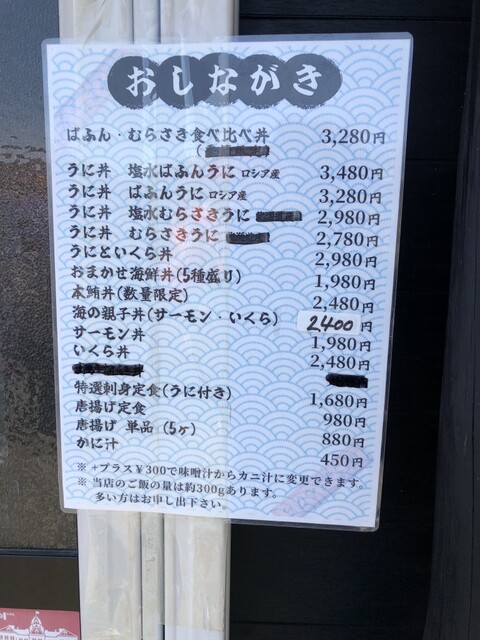 おしながき
ばふん・むらさき食べ比べ丼 3,280円
(
うに丼 塩水ばふんうに ロシア産 3,480円
うに丼 ばふんうに ロシア産 3,280円
うに丼 塩水むらさきうに 2,980円
うに丼 むらさきうに 2,780円
うにといくら丼 2,980円
おまかせ海鮮丼(5種盛り) 1,980円
本鮪丼(数量限定) 2,480円
海の親子丼(サーモン・いくら) 2400円
サーモン丼 1,980円
いくら丼 2,480円
特選刺身定食(うに付き) 1,680円
唐揚げ定食 980円
唐揚げ 単品 (5ヶ) 880円
かに汁 450円
※+プラス¥300で味噌汁からカニ汁に変更できます。
※当店のご飯の量は約300gあります。
多い方はお申し出下さい。